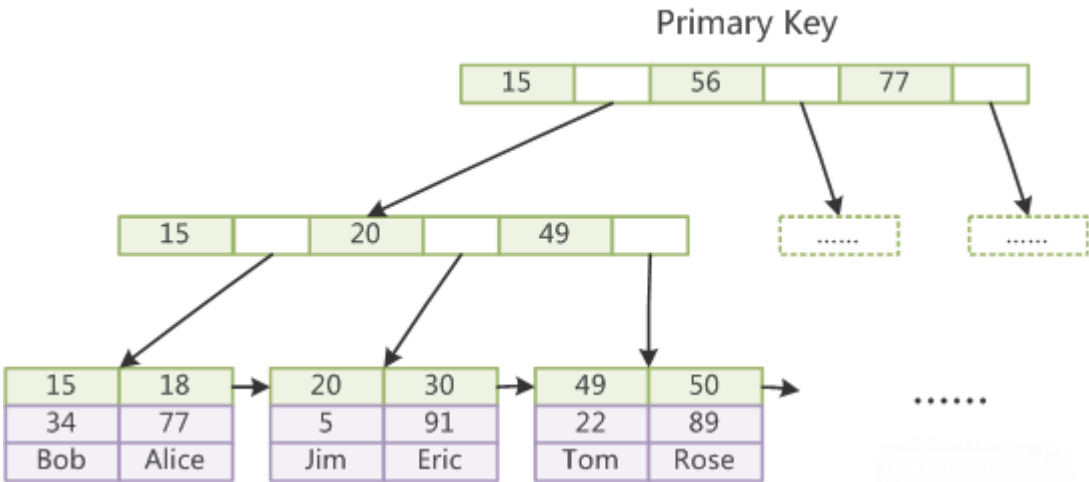 Primary Key
15 56 77
15 20 49
...... ......
15 18 20 30 49 50
34 77 5 91 22 89
......
Bob Alice Jim Eric Tom Rose